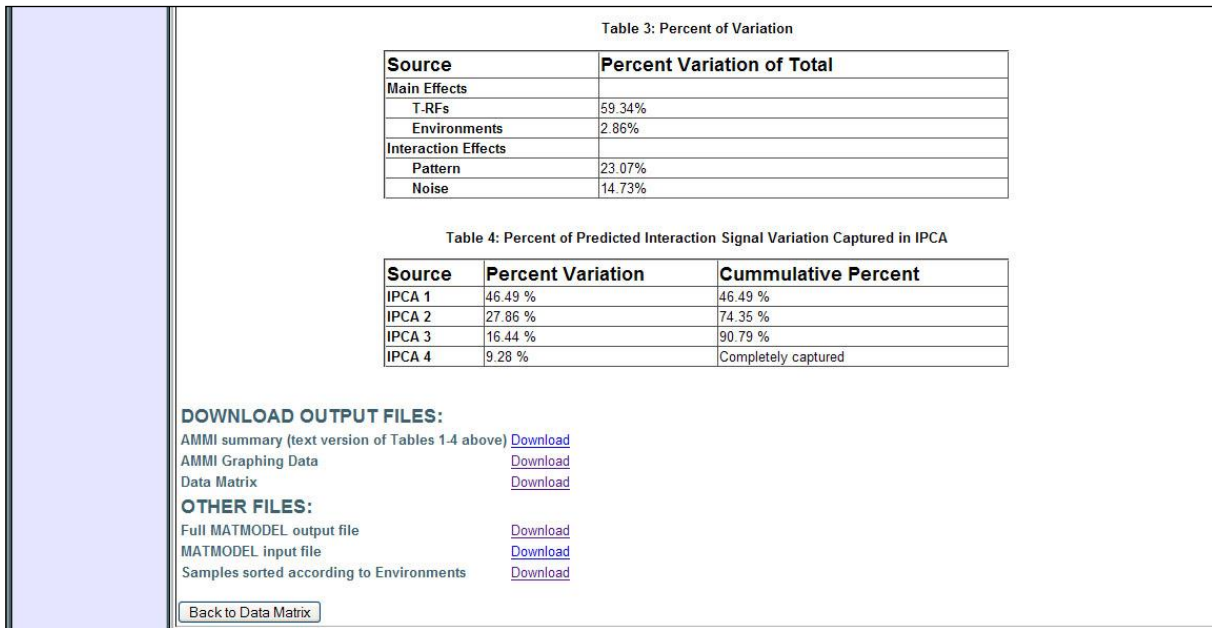 Table 3: Percent of Variation
Source Percent Variation of Total
Main Effects
T-RFs 59.34%
Environments 2.86%
Interaction Effects
Pattern 23.07%
Noise 14.73%
Table 4: Percent of Predicted Interaction Signal Variation Captured in IPCA
Source Percent Variation Cummulative Percent
IPCA 1 46.49 % 46.49 %
IPCA 2 27.86 % 74.35 %
IPCA 3 16.44 % 90.79 %
IPCA 4 9.28 % Completely captured
DOWNLOAD OUTPUT FILES:
AMMI summary (text version of Tables 1-4 above) Download
AMMI Graphing Data Download
Data Matrix Download
OTHER FILES:
Full MATMODEL output file Download
MATMODEL input file Download
Samples sorted according to Environments Download
Back to Data Matrix